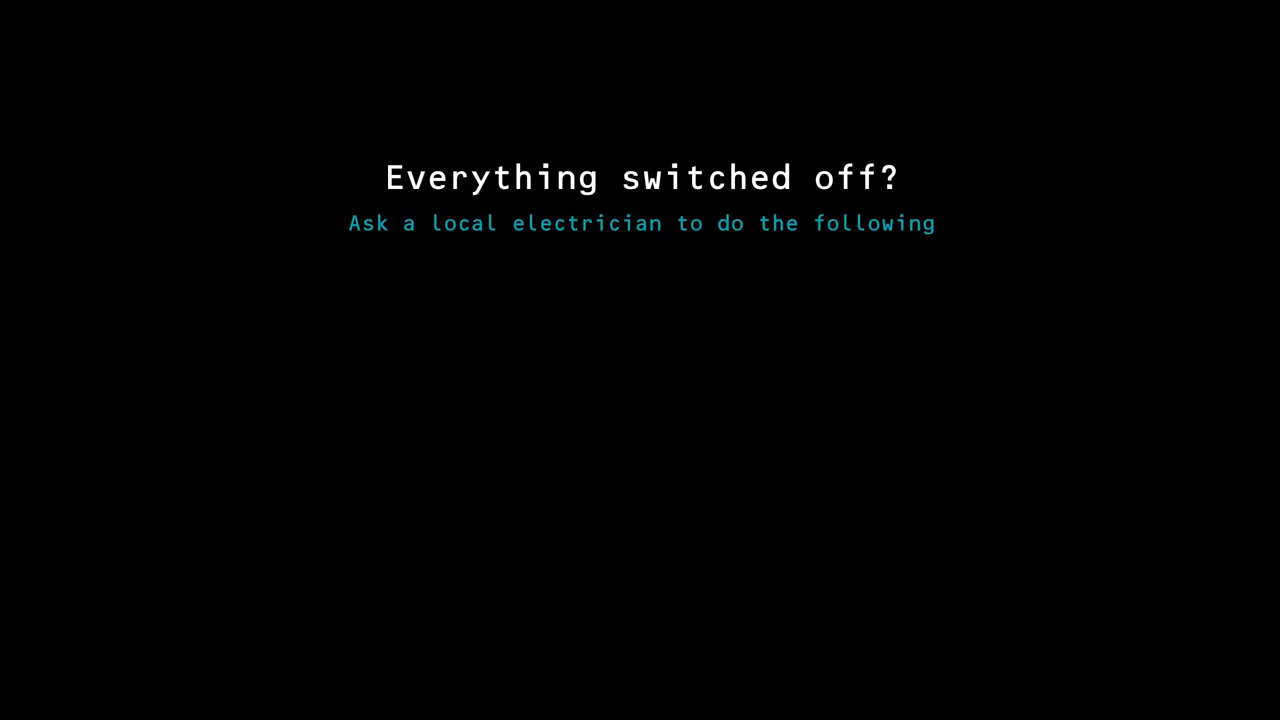 Everything switched off?
Ask a local electrician to do the following